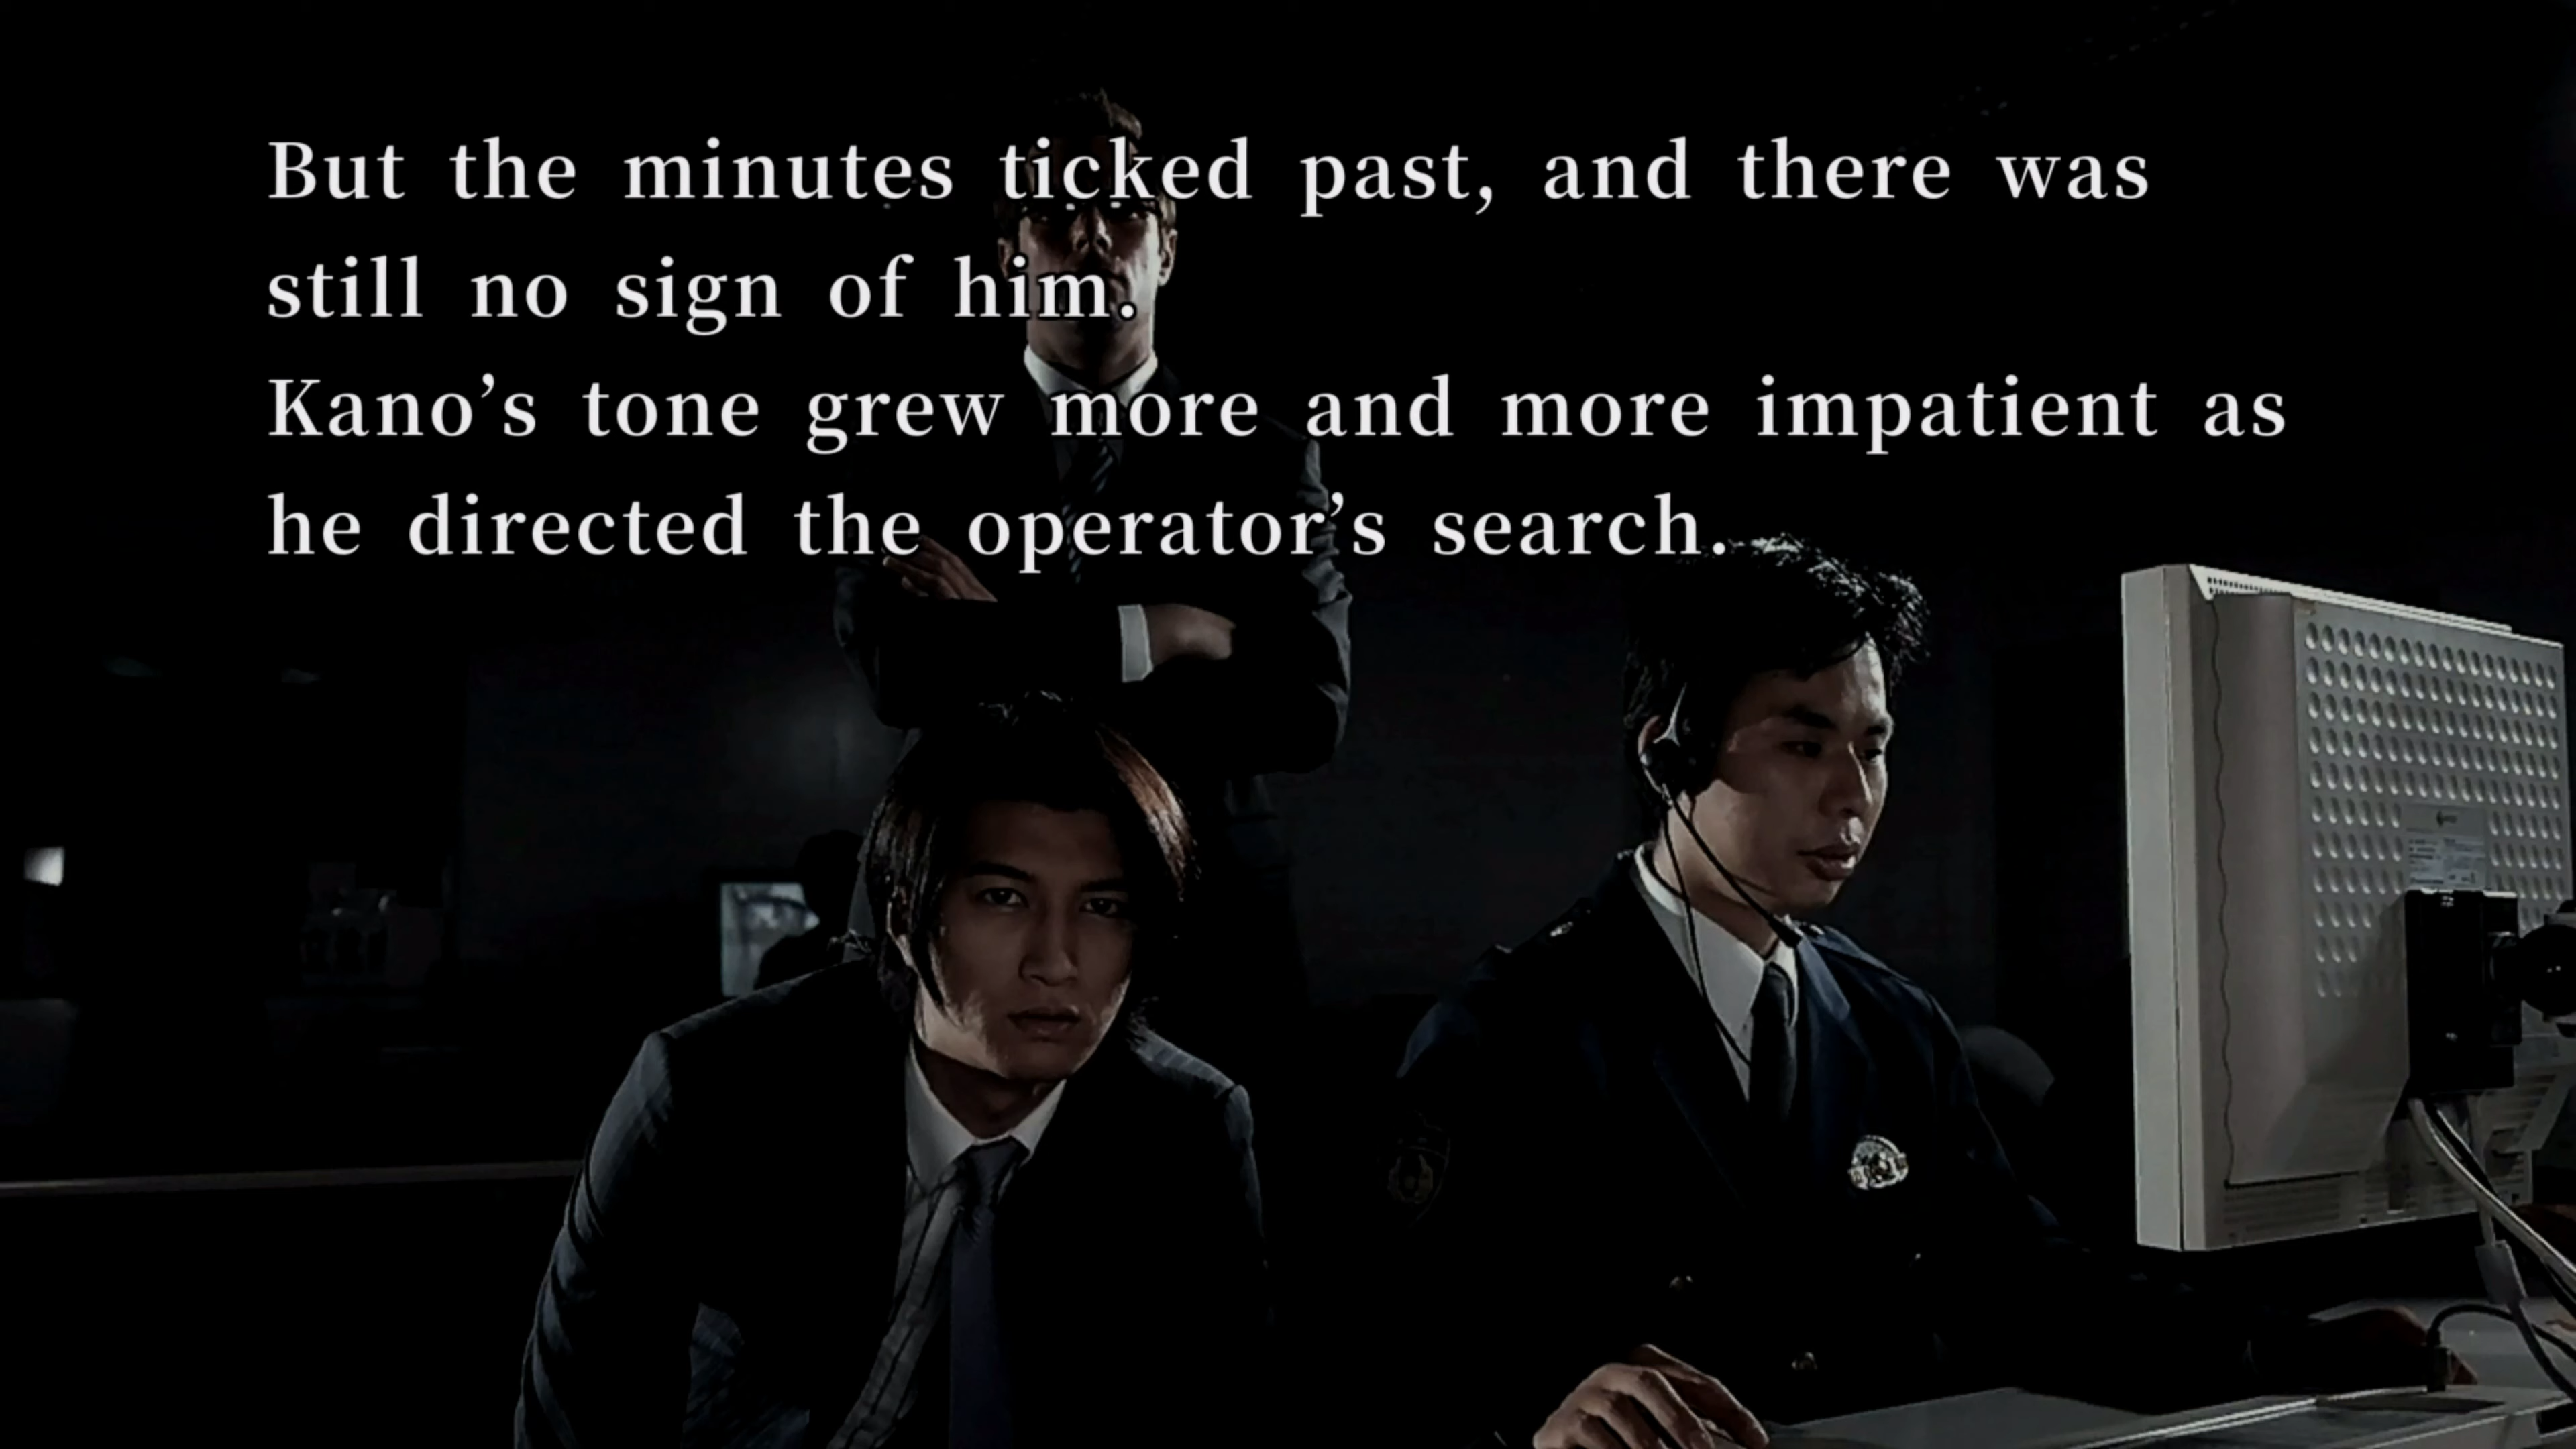 But the minutes ticked past, and there was
still no sign of him.
Kano’s tone grew more and more impatient as
he directed the operator’s search.